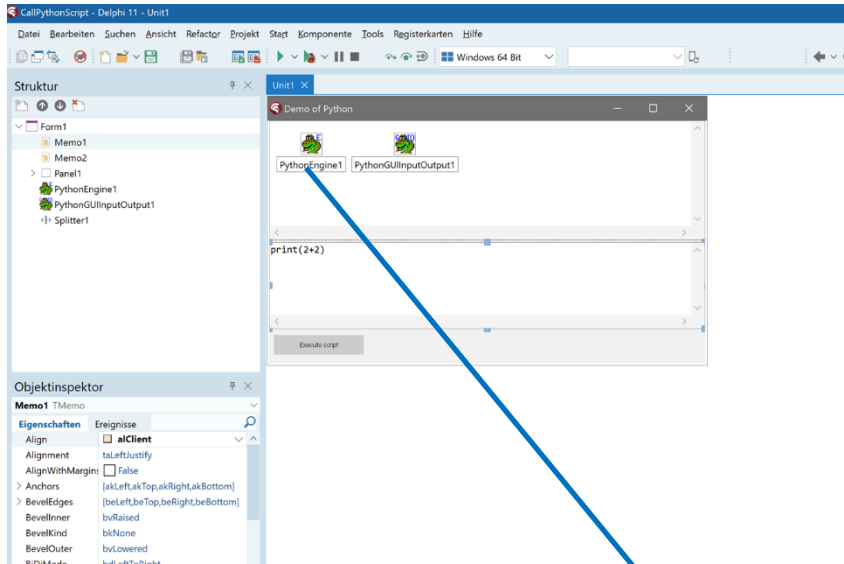 CallPythonScript - Delphi 11 - Unit1
Datei Bearbeiten Suchen Ansicht Refactor Projekt Start Komponente Tools Registerkarten Hilfe
Windows 64 Bit
Struktur
Form1
Memo1
Memo2
Panel1
PythonEngine1
PythonGUIInputOutput1
Splitter1
Unit1
Demo of Python
PythonEngine1 PythonGUIInputOutput1
print(2+2)
Execute script
Objektinspektor
Memo1 TMemo
Eigenschaften Ereignisse
Align alClient
Alignment taLeftJustify
AlignWithMargins False
Anchors [akLeft,akTop,akRight,akBottom]
BevelEdges [beLeft,beTop,beRight,beBottom]
BevelInner bvRaised
BevelKind bkNone
BevelOuter bvLowered
BiDiMode bdLeftToRight